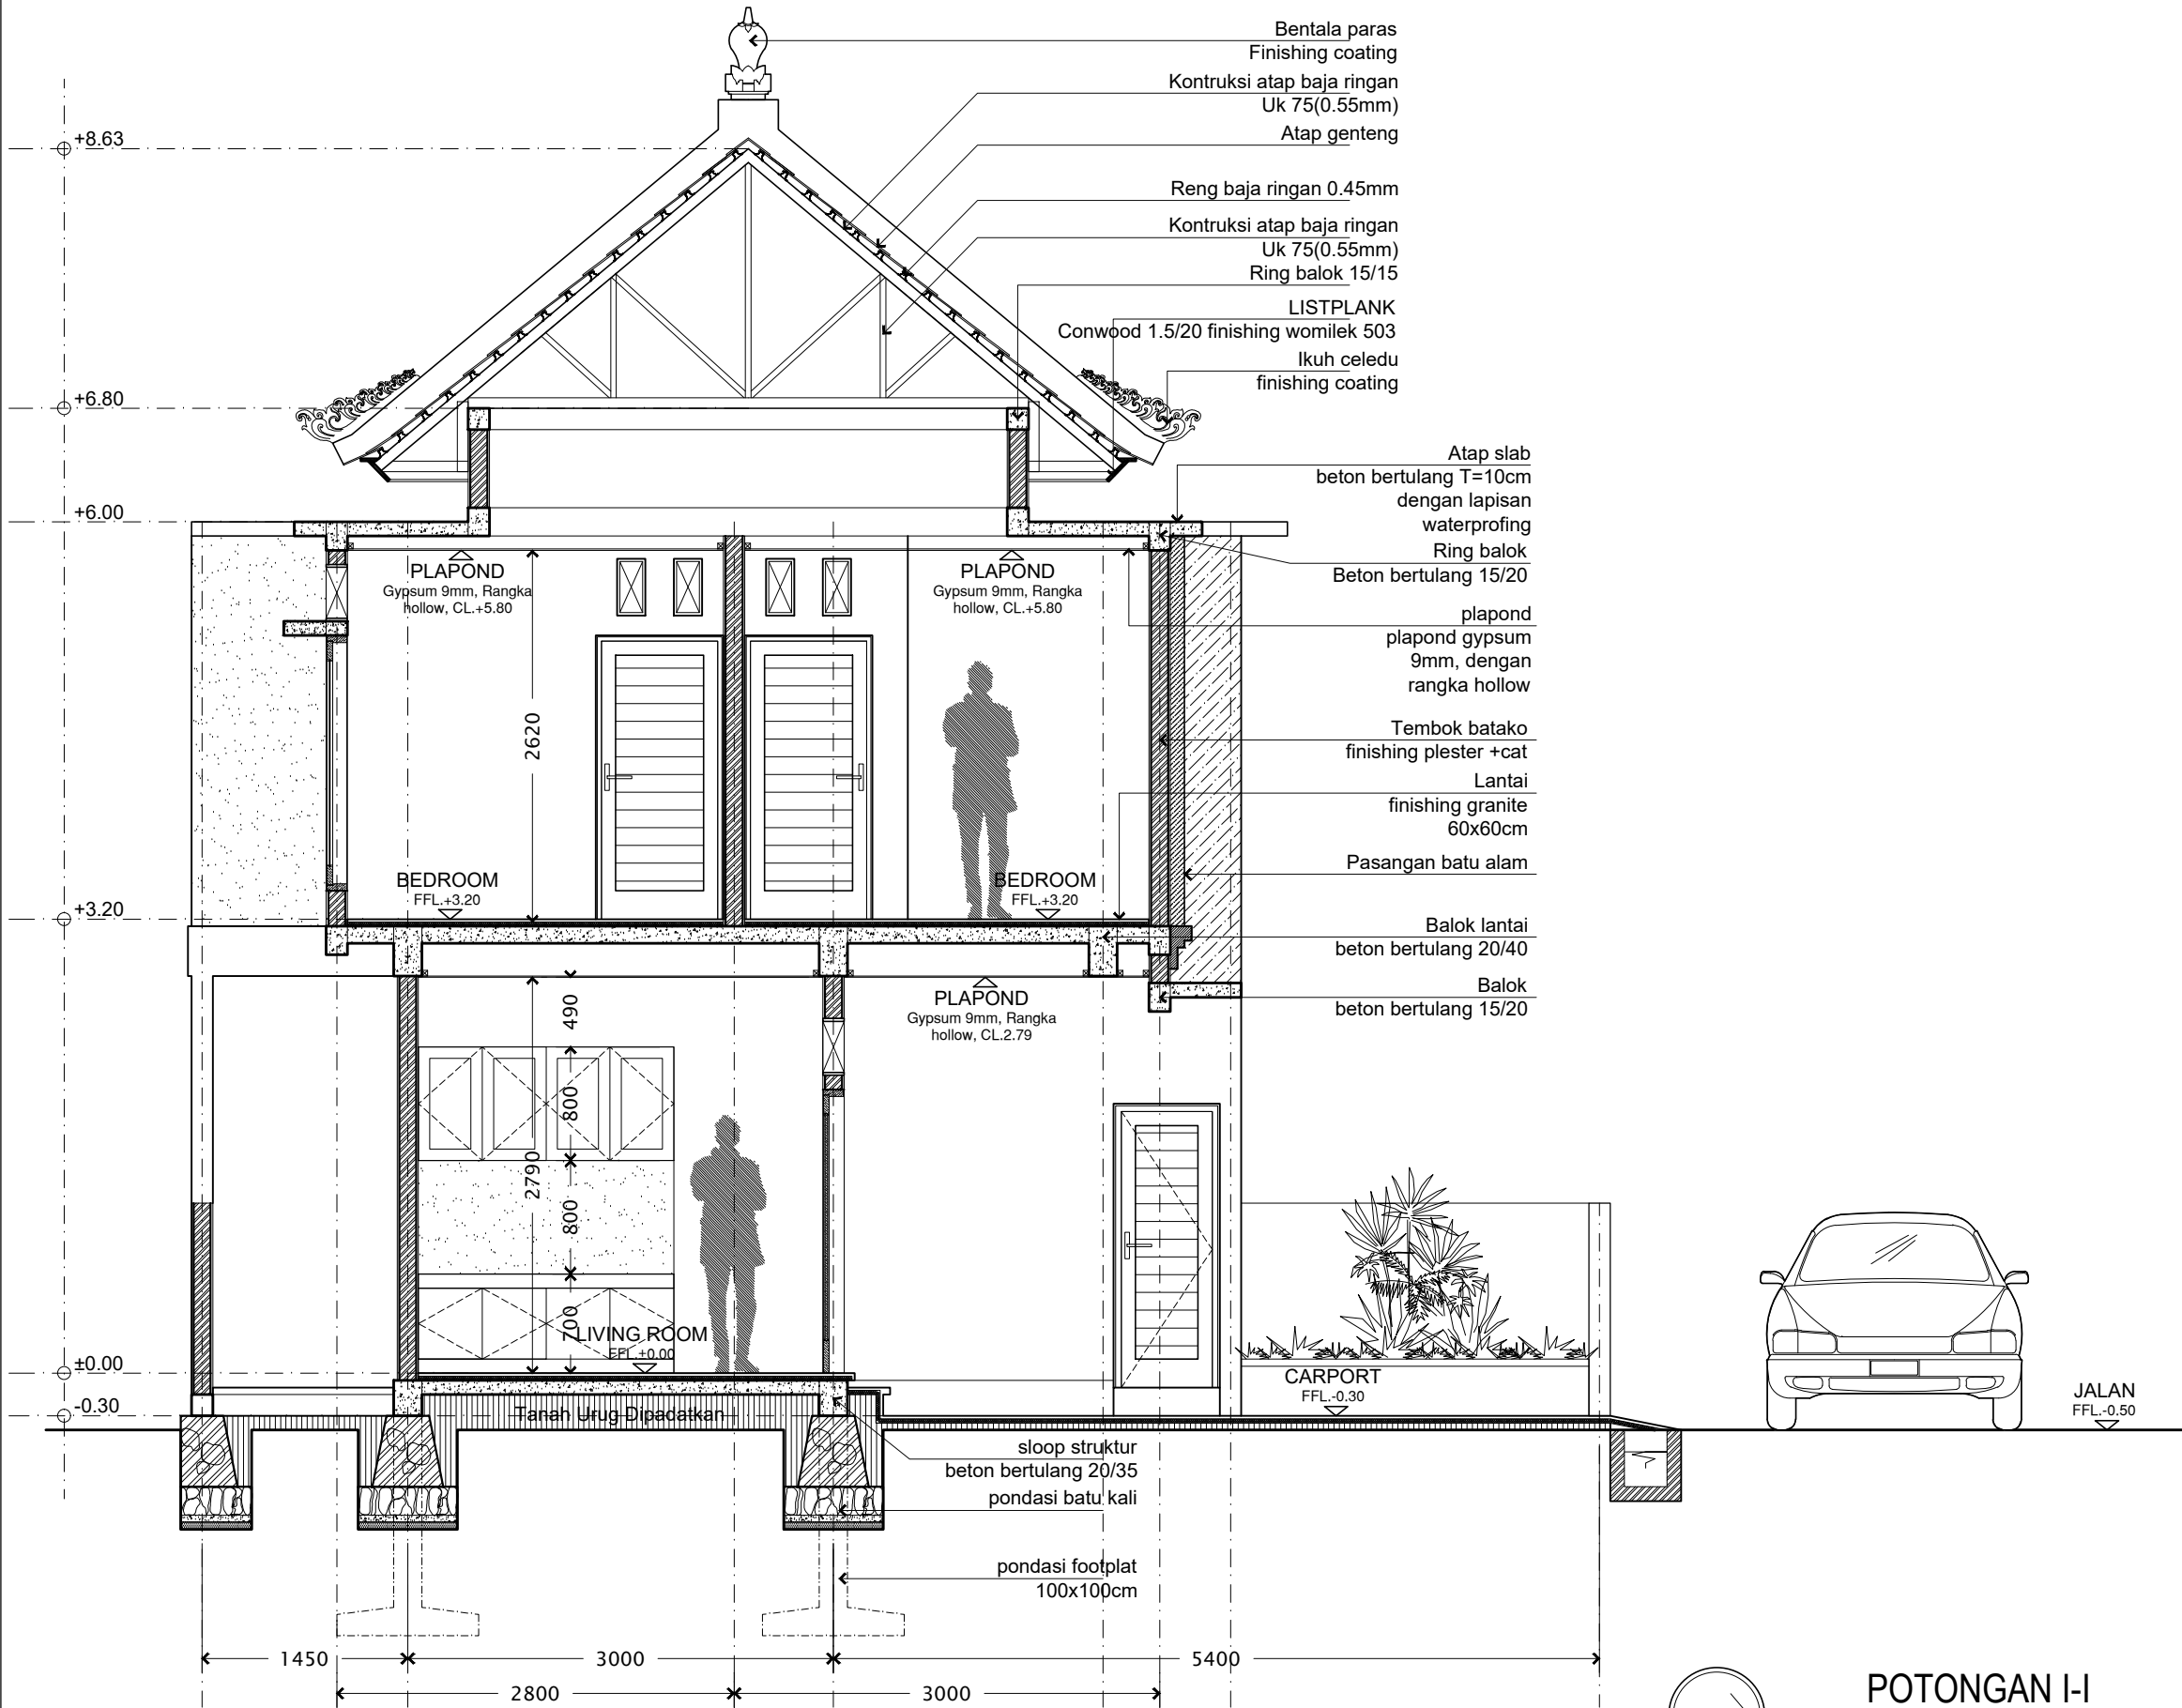 Bentala paras
Finishing coating
Kontruksi atap baja ringan
Uk 75(0.55mm)
+8.63
Atap genteng
Reng baja ringan 0.45mm
Kontruksi atap baja ringan
Uk 75(0.55mm)
Ring balok 15/15
LISTPLANK
Conwood 1.5/20 finishing womilek 503
Ikuh celedu
finishing coating
+6.80
Atap slab
beton bertulang T=10cm
dengan lapisan
waterprofing
+6.00
Ring balok
Beton bertulang 15/20
PLAPOND
Gypsum 9mm, Rangka
hollow, CL.+5.80
PLAPOND
Gypsum 9mm, Rangka
hollow, CL.+5.80
plapond
plapond gypsum
9mm, dengan
rangka hollow
2620
Tembok batako
finishing plester +cat
Lantai
finishing granite
60x60cm
Pasangan batu alam
BEDROOM
FFL.+3.20
BEDROOM
FFL.+3.20
+3.20
Balok lantai
beton bertulang 20/40
Balok
beton bertulang 15/20
PLAPOND
Gypsum 9mm, Rangka
hollow, CL.2.79
490
800
2790
800
700
LIVING ROOM
FFL.+0.00
±0.00
-0.30
CARPORT
FFL.-0.30
JALAN
FFL.-0.50
Tanah Urug Dipadatkan
sloop struktur
beton bertulang 20/35
pondasi batu kali
pondasi footplat
100x100cm
1450
3000
5400
2800
3000
POTONGAN I-I